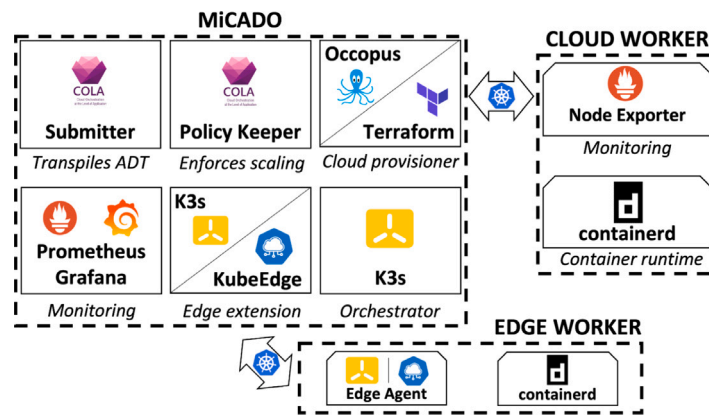 MiCADO
COLA
Submitter
Transpiles ADT
COLA
Policy Keeper
Enforces scaling
Occopus
Terraform
Cloud provisioner
Prometheus
Grafana
Monitoring
K3s
KubeEdge
Edge extension
K3s
Orchestrator
CLOUD WORKER
Node Exporter
Monitoring
d
containerd
Container runtime
EDGE WORKER
Edge Agent
d
containerd